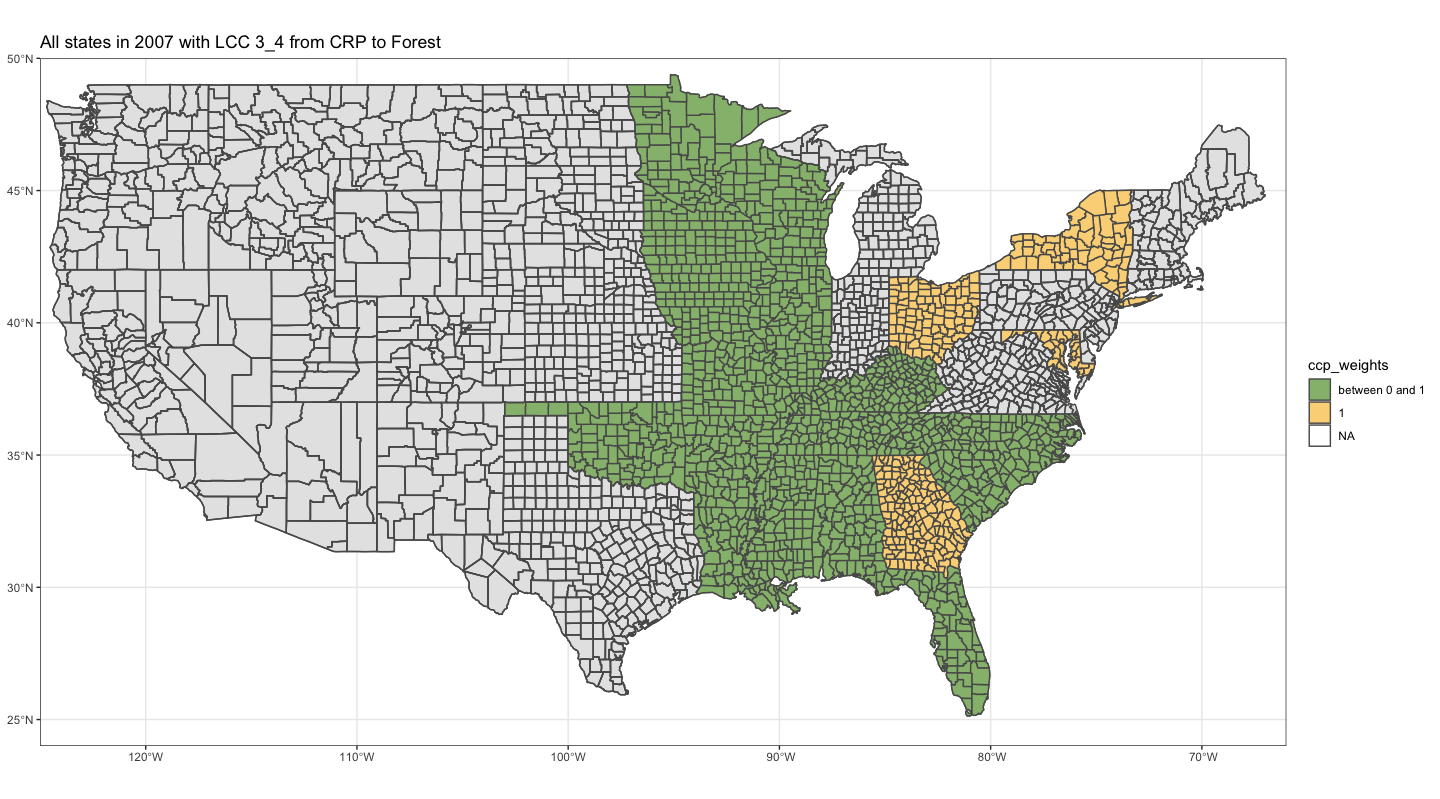 All states in 2007 with LCC 3_4 from CRP to Forest
50°N
45°N
40°N
35°N
30°N
25°N
120°W
110°W
100°W
90°W
80°W
70°W
ccp_weights
between 0 and 1
1
NA